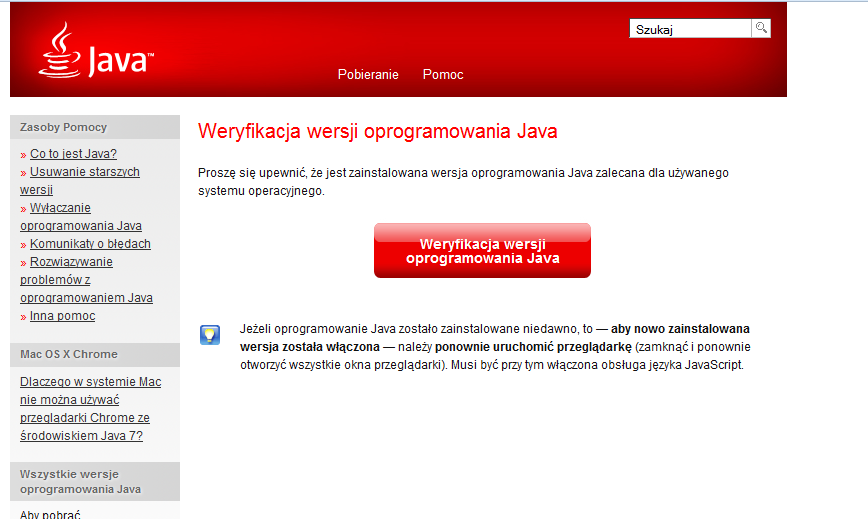 Java™
Szukaj
Pobieranie
Pomoc
Zasoby Pomocy
» Co to jest Java?
» Usuwanie starszych
wersji
» Wyłączanie
oprogramowania Java
» Komunikaty o błędach
» Rozwiązywanie
problemów z
oprogramowaniem Java
» Inna pomoc
Mac OS X Chrome
Dlaczego w systemie Mac
nie można używać
przeglądarki Chrome ze
środowiskiem Java 7?
Wszystkie wersje
oprogramowania Java
Aby pobrać
Weryfikacja wersji oprogramowania Java
Proszę się upewnić, że jest zainstalowana wersja oprogramowania Java zalecana dla używanego
systemu operacyjnego.
Weryfikacja wersji
oprogramowania Java
Jeżeli oprogramowanie Java zostało zainstalowane niedawno, to — aby nowo zainstalowana
wersja została włączona — należy ponownie uruchomić przeglądarkę (zamknąć i ponownie
otworzyć wszystkie okna przeglądarki). Musi być przy tym włączona obsługa języka JavaScript.